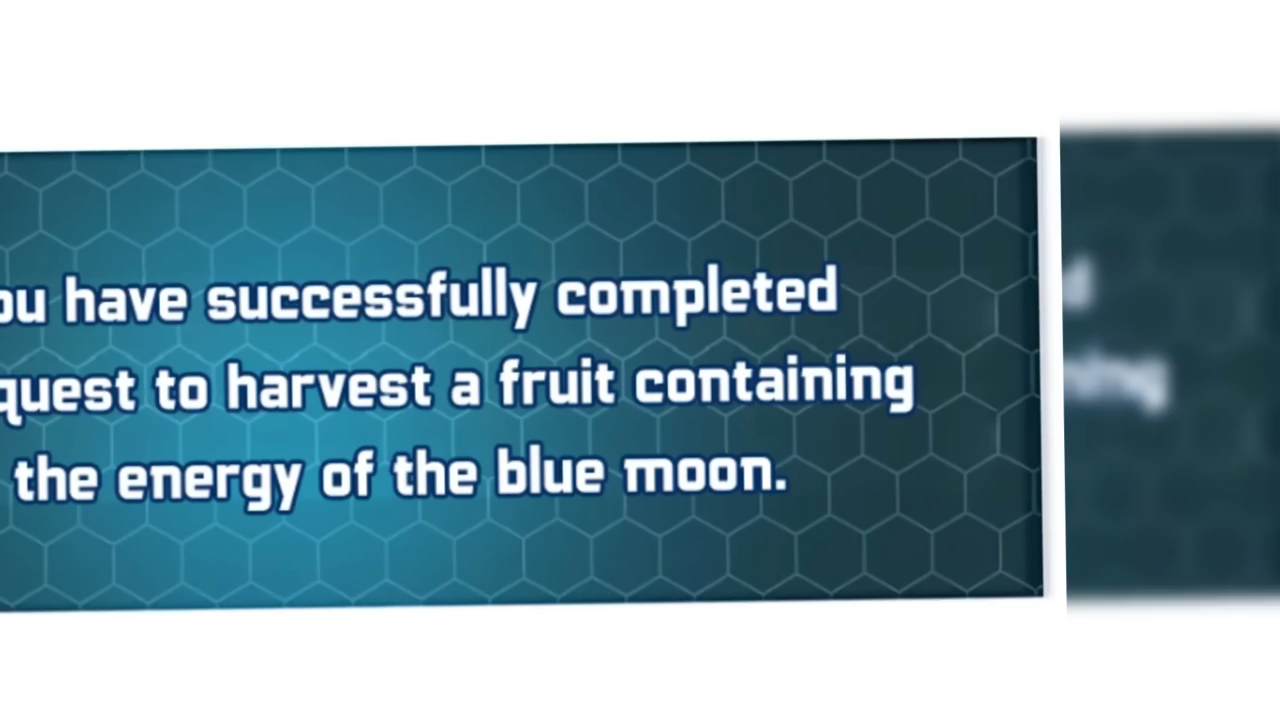 ou have successfully completed
quest to harvest a fruit containing
the energy of the blue moon.